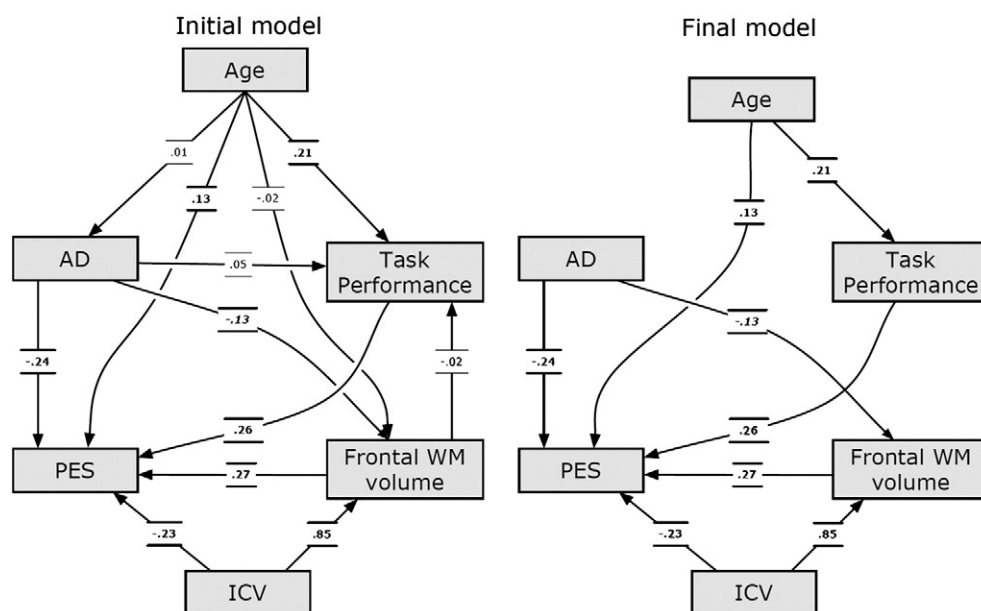 Initial model
Age
.01
.21
.13
-.02
AD
.05
Task
Performance
-.13
-.24
-.02
.26
PES
.27
Frontal WM
volume
-.23
.85
ICV
Final model
Age
.21
.13
AD
Task
Performance
-.13
-.24
.26
PES
.27
Frontal WM
volume
-.23
.85
ICV